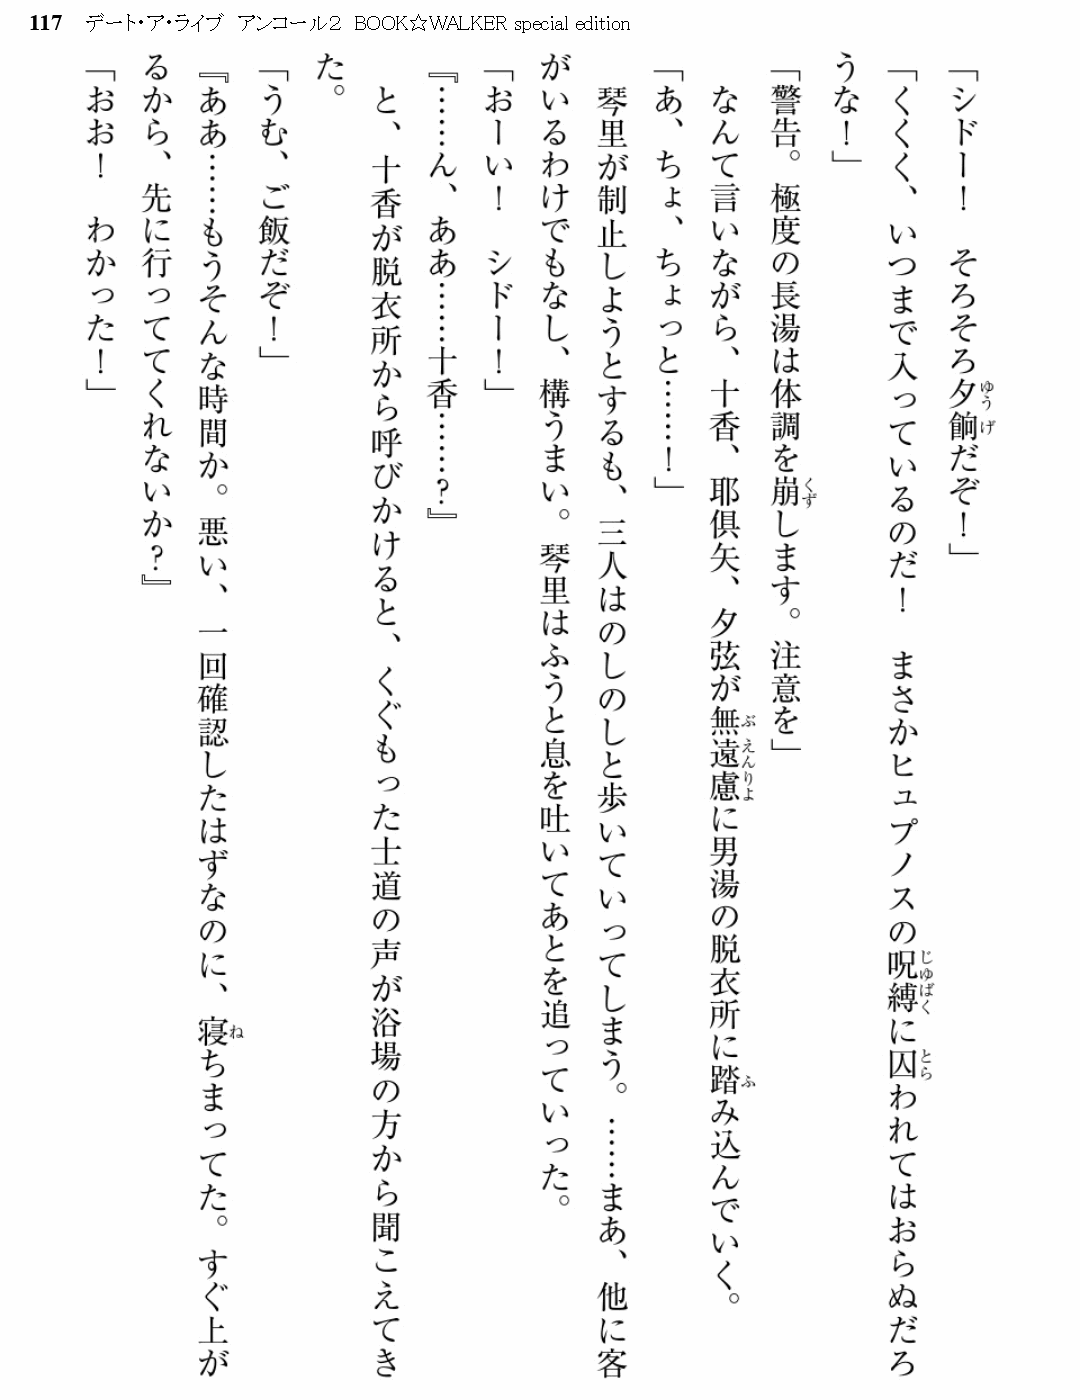 117 デート・ア・ライブ アンコール2 BOOK☆WALKER special edition
「シドー！　そろそろ夕餉だぞ！」
「くくく、いつまで入っているのだ！　まさかヒュプノスの呪縛に囚われてはおらぬだろ
うな！」
「警告。極度の長湯は体調を崩します。注意を」
　なんて言いながら、十香、耶倶矢、夕弦が無遠慮に男湯の脱衣所に踏み込んでいく。
「あ、ちょ、ちょっと……！」
　琴里が制止しようとするも、三人はのしのしと歩いていってしまう。……まあ、他に客
がいるわけでもなし、構うまい。琴里はふうと息を吐いてあとを追っていった。
「おーい！　シドー！」
『……ん、ああ……十香……？』
　と、十香が脱衣所から呼びかけると、くぐもった士道の声が浴場の方から聞こえてき
た。
「うむ、ご飯だぞ！」
『ああ……もうそんな時間か。悪い、一回確認したはずなのに、寝ちまってた。すぐ上が
るから、先に行っててくれないか？』
「おお！　わかった！」